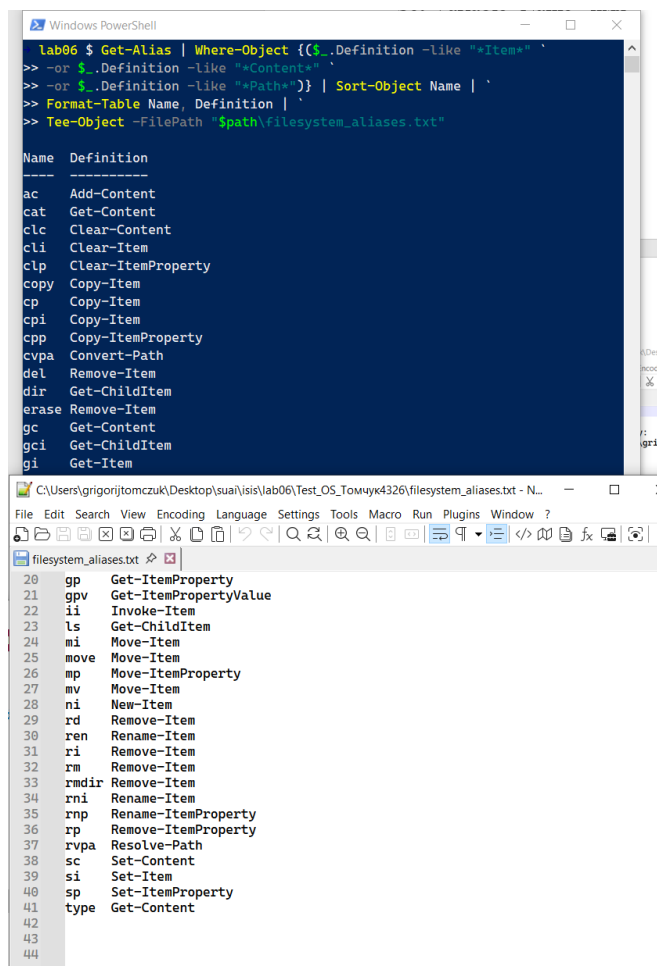 Windows PowerShell
lab06 $ Get-Alias | Where-Object {($_.Definition -like "*Item*" `
>> -or $_.Definition -like "*Content*" `
>> -or $_.Definition -like "*Path*")} | Sort-Object Name | `
>> Format-Table Name, Definition | `
>> Tee-Object -FilePath "$path\filesystem_aliases.txt"
Name Definition
---- ----------
ac Add-Content
cat Get-Content
clc Clear-Content
cli Clear-Item
clp Clear-ItemProperty
copy Copy-Item
cp Copy-Item
cpi Copy-Item
cpp Copy-ItemProperty
cvpa Convert-Path
del Remove-Item
dir Get-ChildItem
erase Remove-Item
gc Get-Content
gci Get-ChildItem
gi Get-Item
C:\Users\grigorijtomczuk\Desktop\suai\isis\lab06\Test_OS_Томчук4326\filesystem_aliases.txt - N...
File Edit Search View Encoding Language Settings Tools Macro Run Plugins Window ?
filesystem_aliases.txt
20 gp Get-ItemProperty
21 gpv Get-ItemPropertyValue
22 ii Invoke-Item
23 ls Get-ChildItem
24 mi Move-Item
25 move Move-Item
26 mp Move-ItemProperty
27 mv Move-Item
28 ni New-Item
29 rd Remove-Item
30 ren Rename-Item
31 ri Remove-Item
32 rm Remove-Item
33 rmdir Remove-Item
34 rni Rename-Item
35 rnp Rename-ItemProperty
36 rp Remove-ItemProperty
37 rvpa Resolve-Path
38 sc Set-Content
39 si Set-Item
40 sp Set-ItemProperty
41 type Get-Content
42
43
44